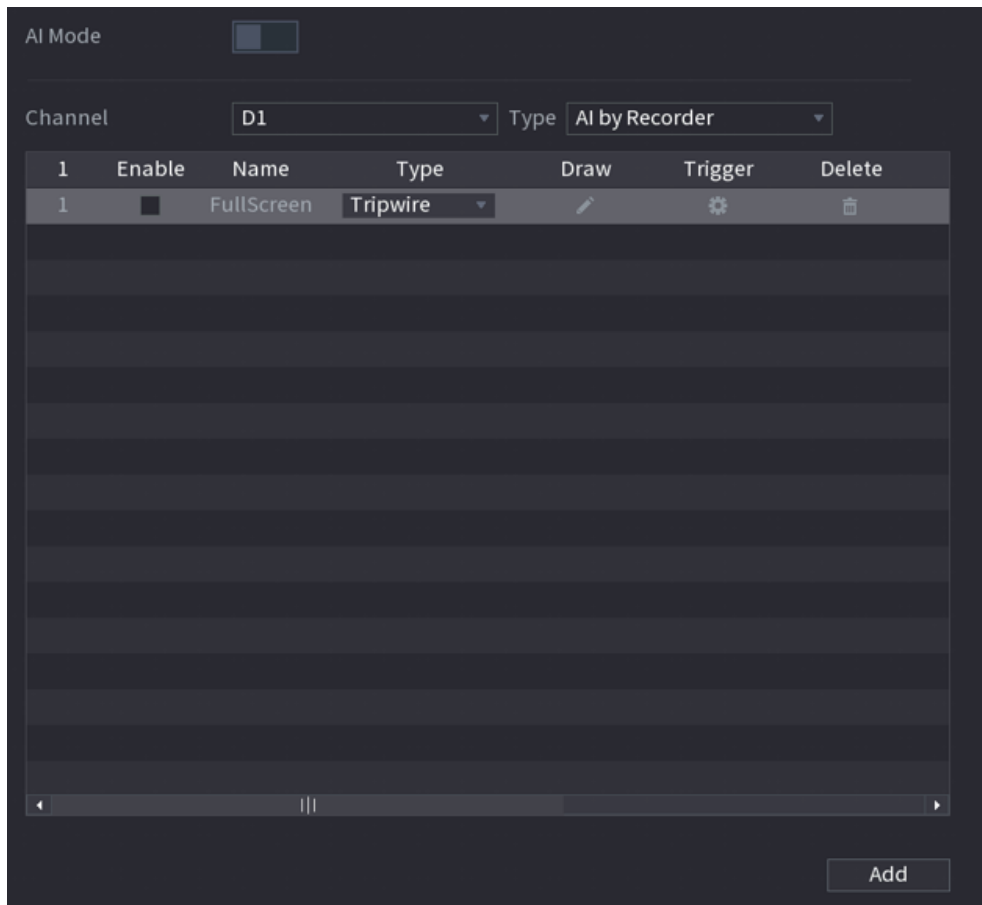 AI Mode
Channel D1 Type AI by Recorder
1 Enable Name Type Draw Trigger Delete
1 FullScreen Tripwire
Add